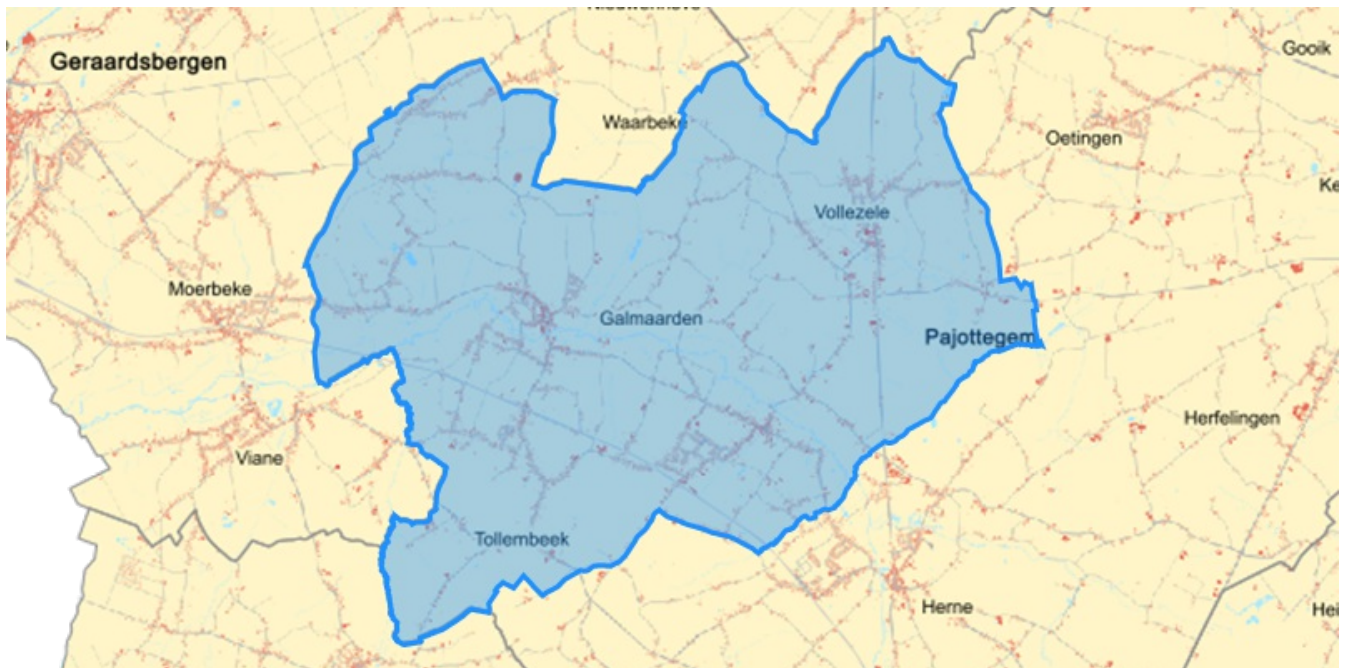 Geraardsbergen
Gooik
Waarbeke
Oetingen
Vollezele
Moerbeke
Galmaarden
Pajottegem
Herfelingen
Viane
Tollembeek
Herne